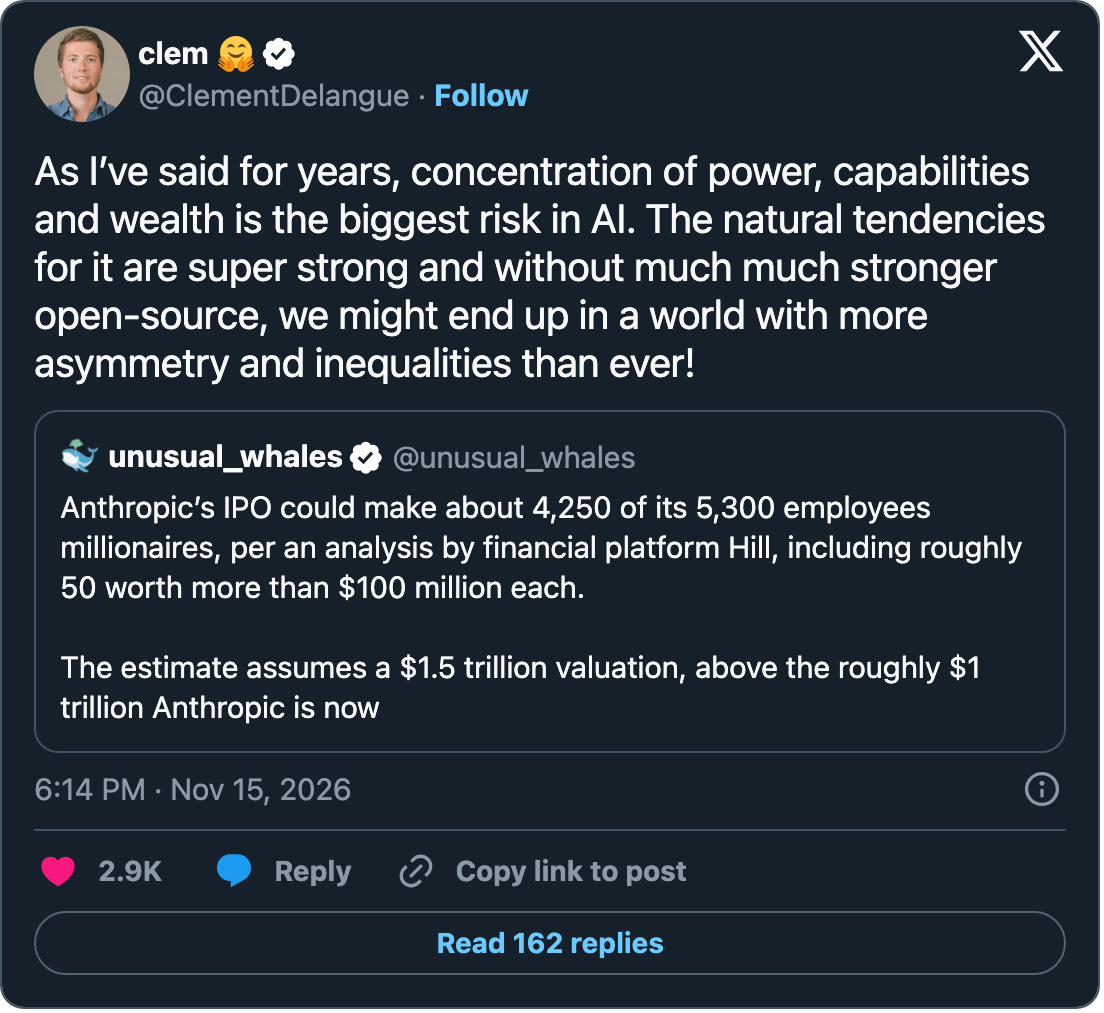 clem 🤗
@ClementDelangue · Follow
As I’ve said for years, concentration of power, capabilities
and wealth is the biggest risk in AI. The natural tendencies
for it are super strong and without much much stronger
open-source, we might end up in a world with more
asymmetry and inequalities than ever!
unusual_whales @unusual_whales
Anthropic’s IPO could make about 4,250 of its 5,300 employees
millionaires, per an analysis by financial platform Hill, including roughly
50 worth more than $100 million each.
The estimate assumes a $1.5 trillion valuation, above the roughly $1
trillion Anthropic is now
6:14 PM · Nov 15, 2026
2.9K Reply Copy link to post
Read 162 replies